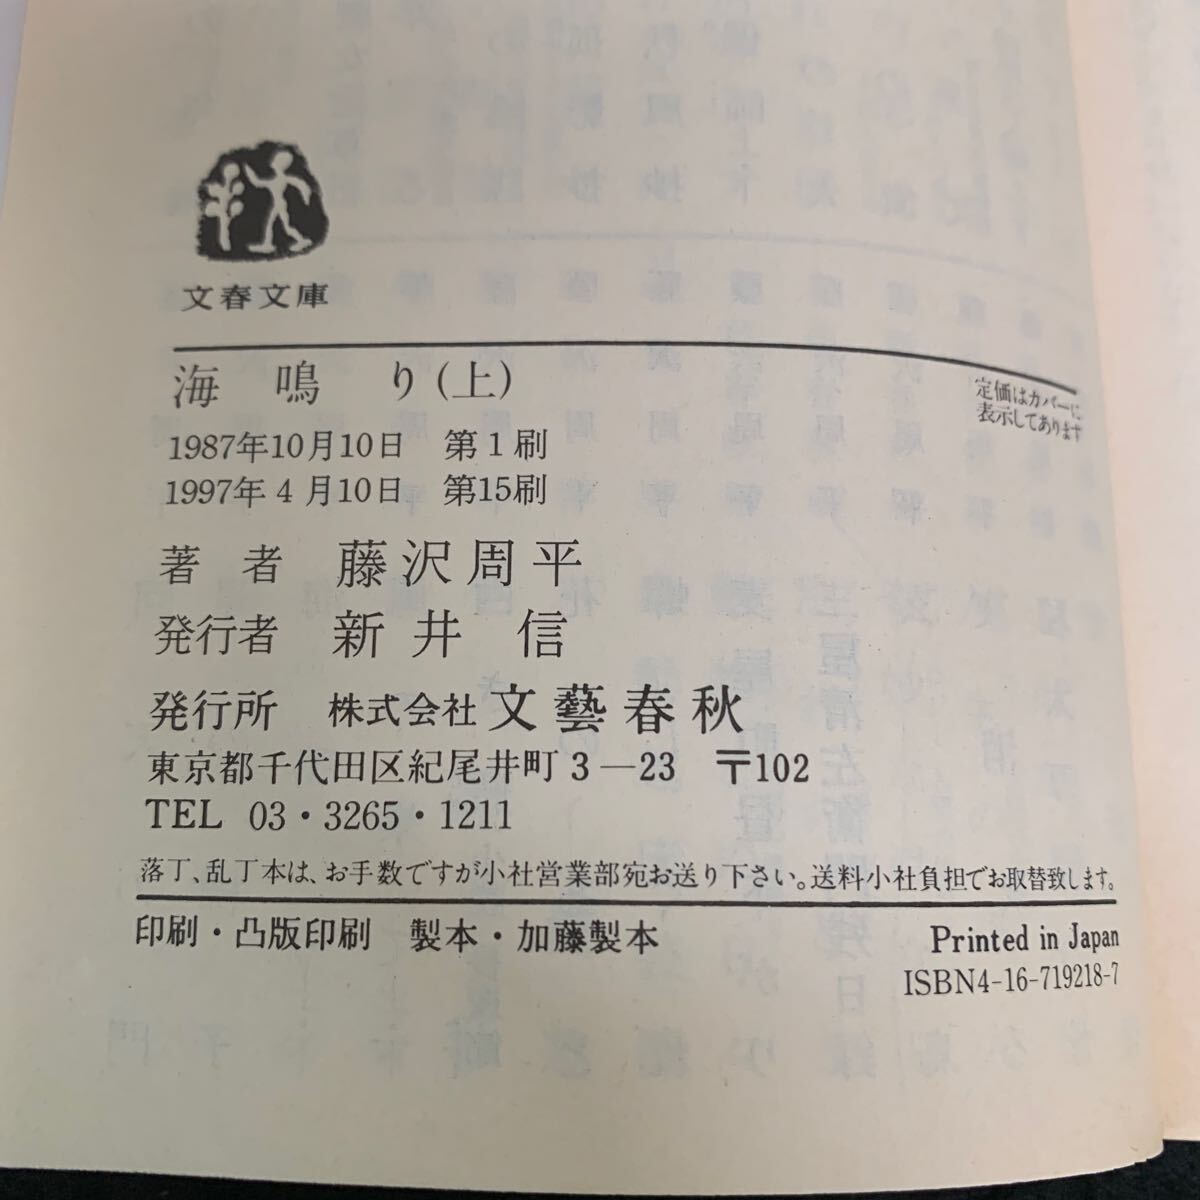 文春文庫
海鳴り(上)
定価はカバーに
表示してあります
1987年10月10日 第1刷
1997年4月10日 第15刷
著者 藤沢周平
発行者 新井信
発行所 株式会社 文藝春秋
東京都千代田区紀尾井町3—23 〒102
TEL 03・3265・1211
落丁、乱丁本は、お手数ですが小社営業部宛お送り下さい。送料小社負担でお取替致します。
印刷・凸版印刷 製本・加藤製本
Printed in Japan
ISBN4-16-719218-7